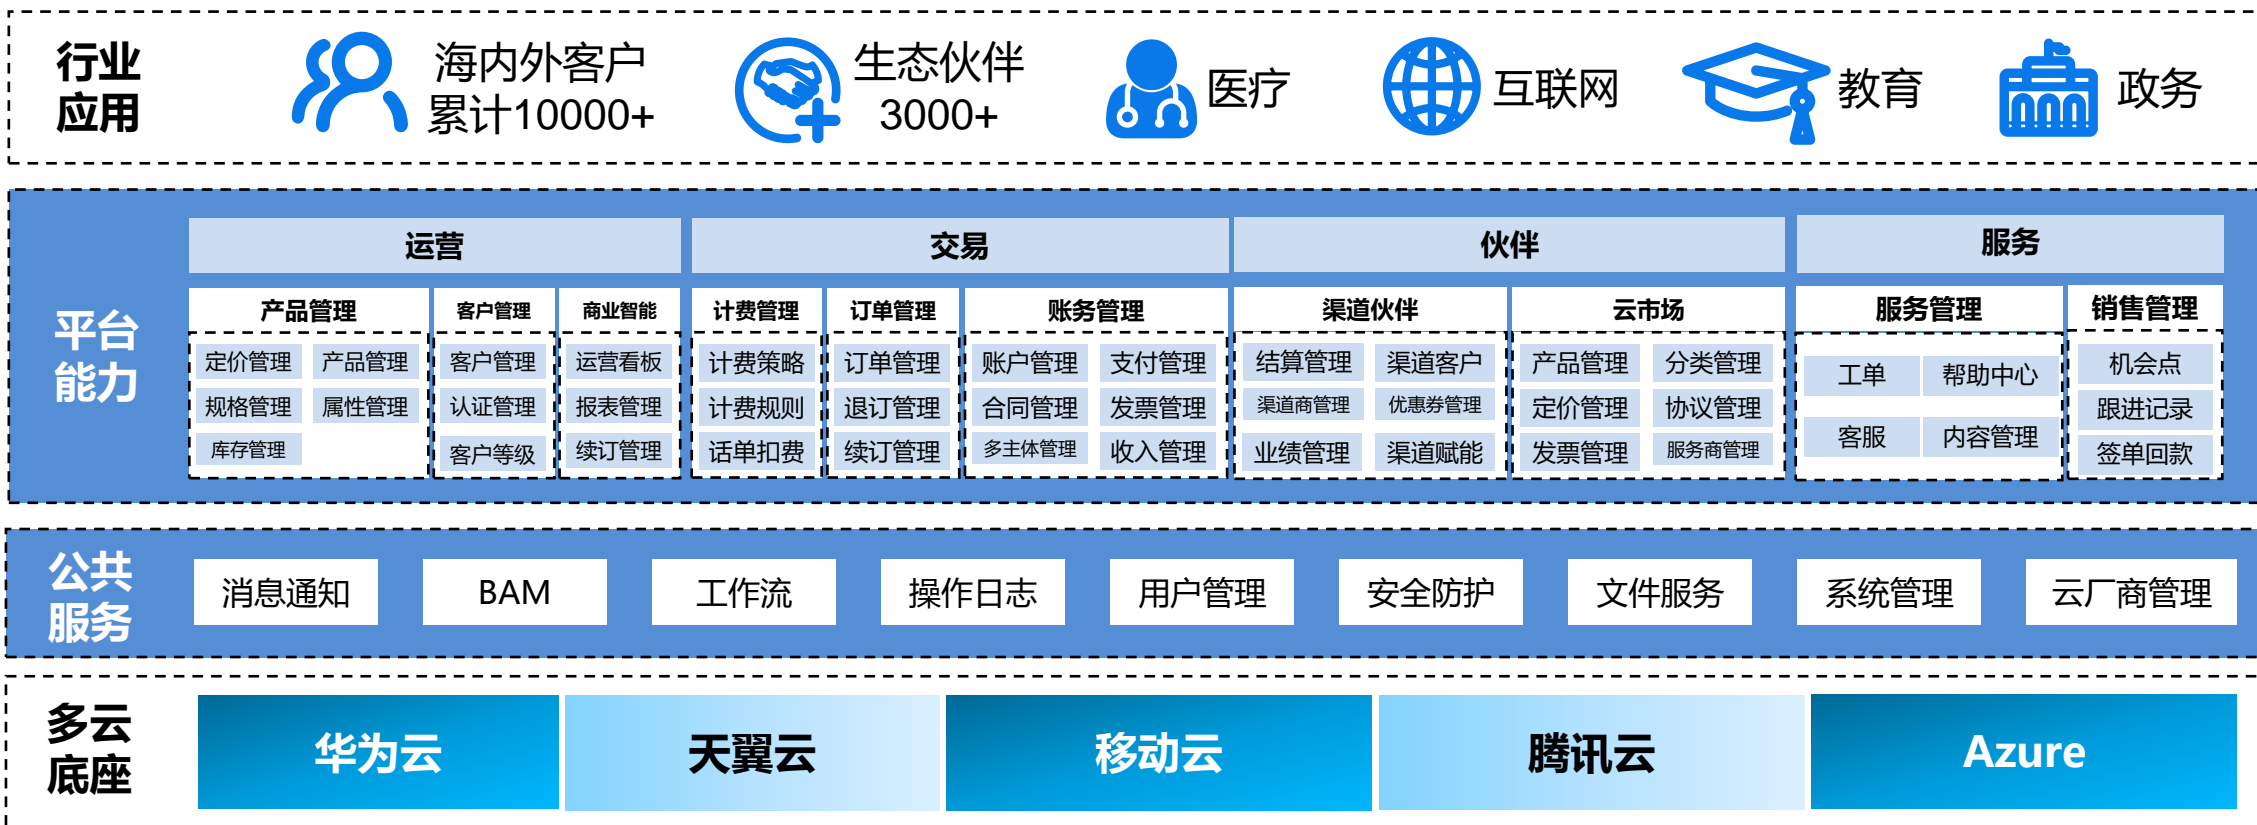 行业
应用
海内外客户
累计10000+
生态伙伴
3000+
医疗
互联网
教育
政务
平台
能力
运营
交易
伙伴
服务
产品管理
客户管理
商业智能
计费管理
订单管理
账务管理
渠道伙伴
云市场
服务管理
销售管理
定价管理
产品管理
规格管理
属性管理
库存管理
客户管理
认证管理
客户等级
运营看板
报表管理
续订管理
计费策略
计费规则
话单扣费
订单管理
退订管理
续订管理
账户管理
支付管理
合同管理
发票管理
多主体管理
收入管理
结算管理
渠道客户
渠道商管理
优惠券管理
业绩管理
渠道赋能
产品管理
分类管理
定价管理
协议管理
发票管理
服务商管理
工单
帮助中心
客服
内容管理
机会点
跟进记录
签单回款
公共
服务
消息通知
BAM
工作流
操作日志
用户管理
安全防护
文件服务
系统管理
云厂商管理
多云
底座
华为云
天翼云
移动云
腾讯云
Azure